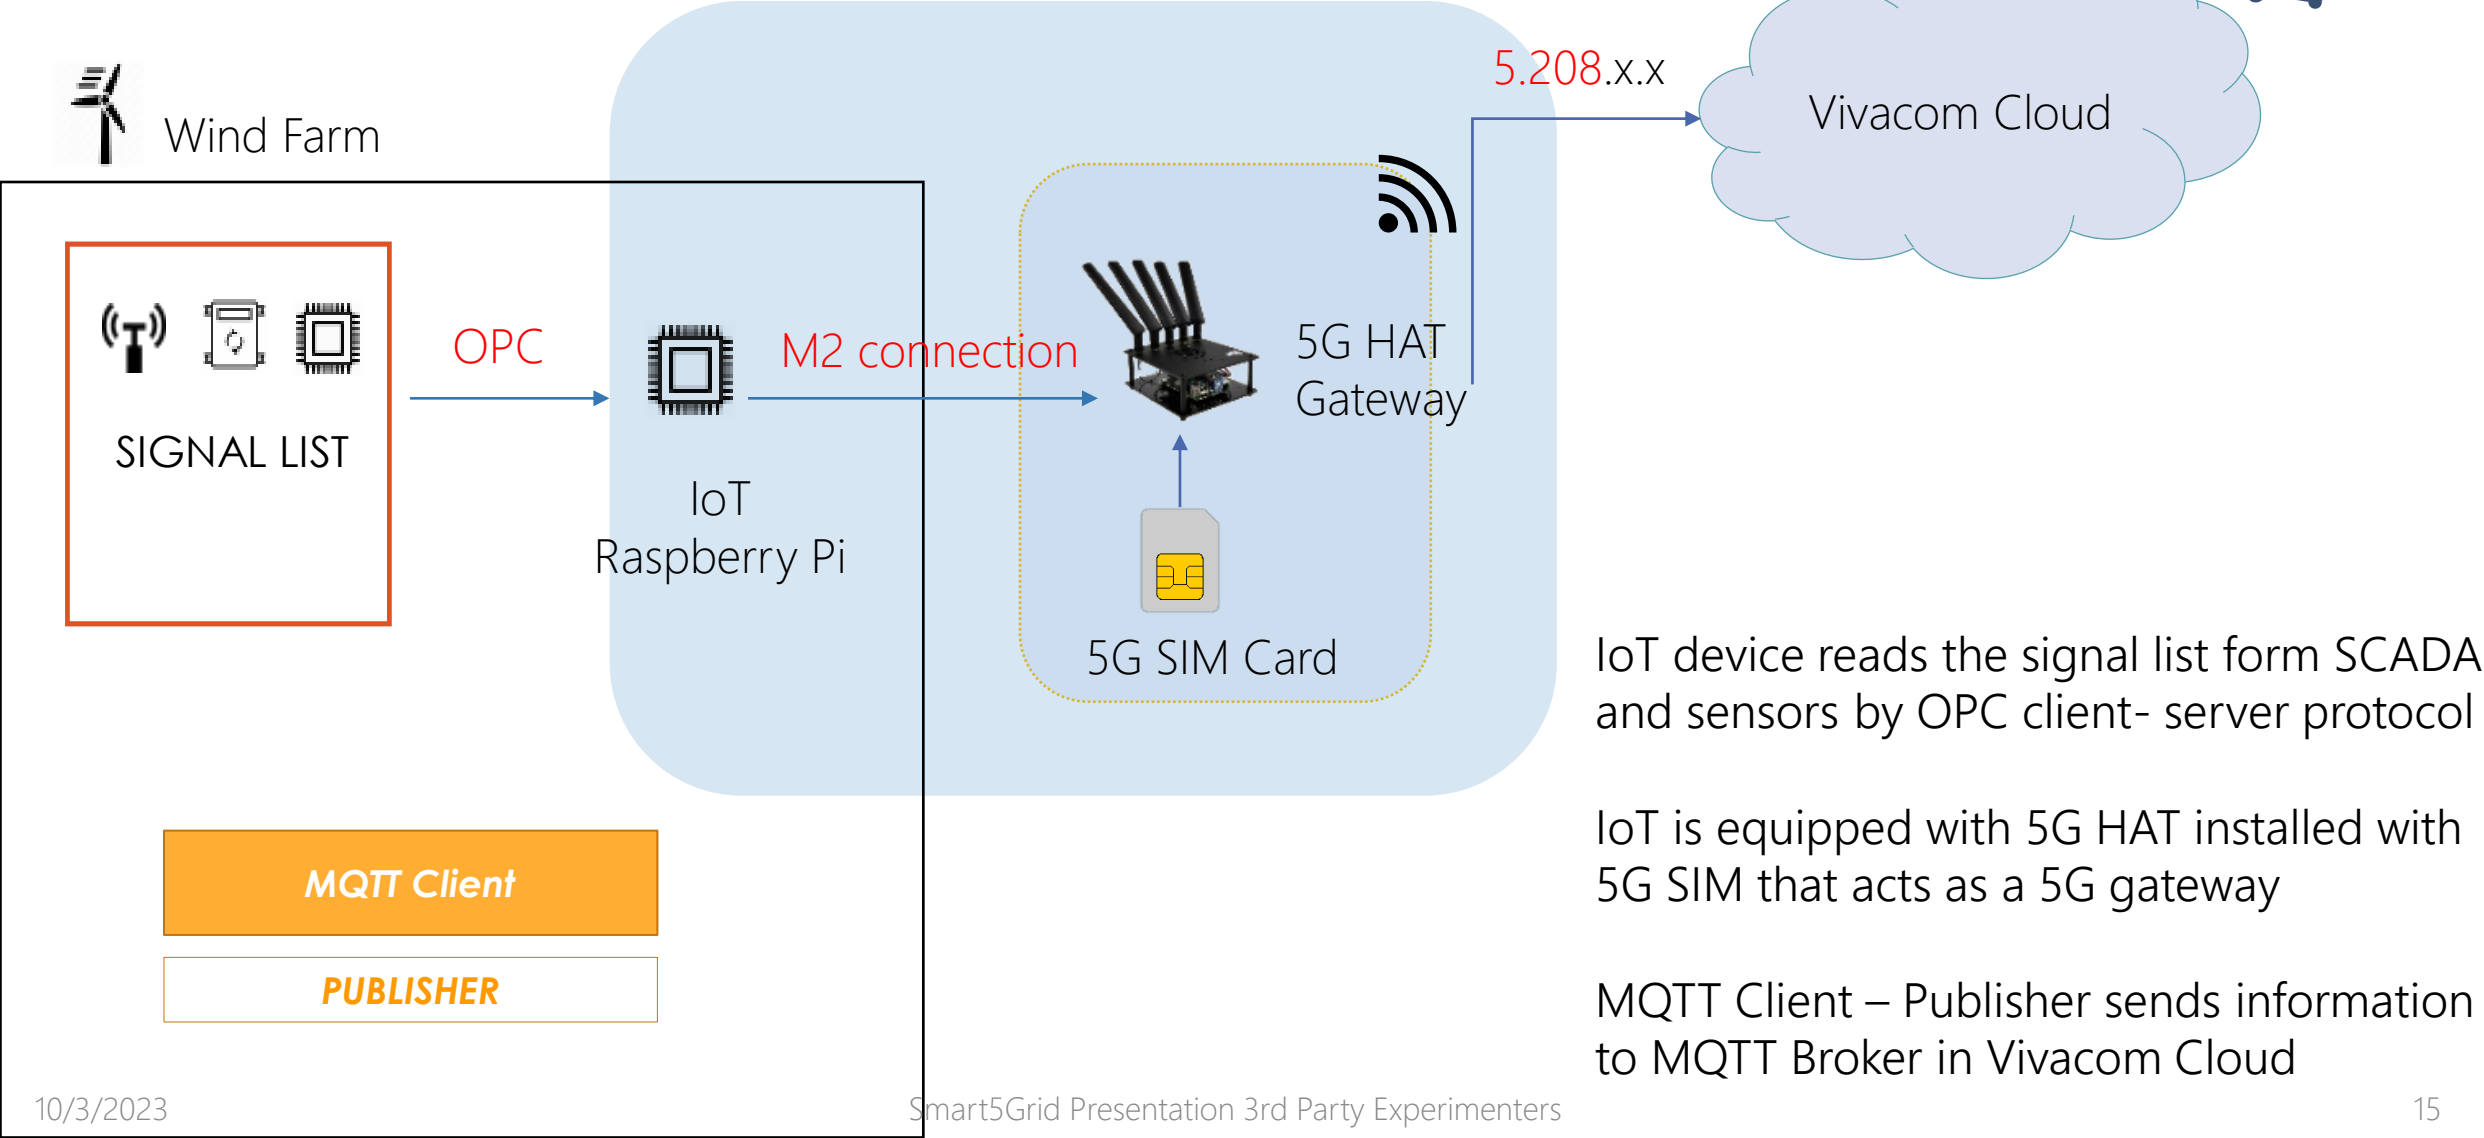 5.208.x.x
Vivacom Cloud
Wind Farm
OPC
M2 connection
5G HAT
Gateway
SIGNAL LIST
IoT
Raspberry Pi
5G SIM Card
IoT device reads the signal list form SCADA
and sensors by OPC client- server protocol
IoT is equipped with 5G HAT installed with
5G SIM that acts as a 5G gateway
MQTT Client
PUBLISHER
MQTT Client – Publisher sends information
to MQTT Broker in Vivacom Cloud
10/3/2023
Smart5Grid Presentation 3rd Party Experimenters
15